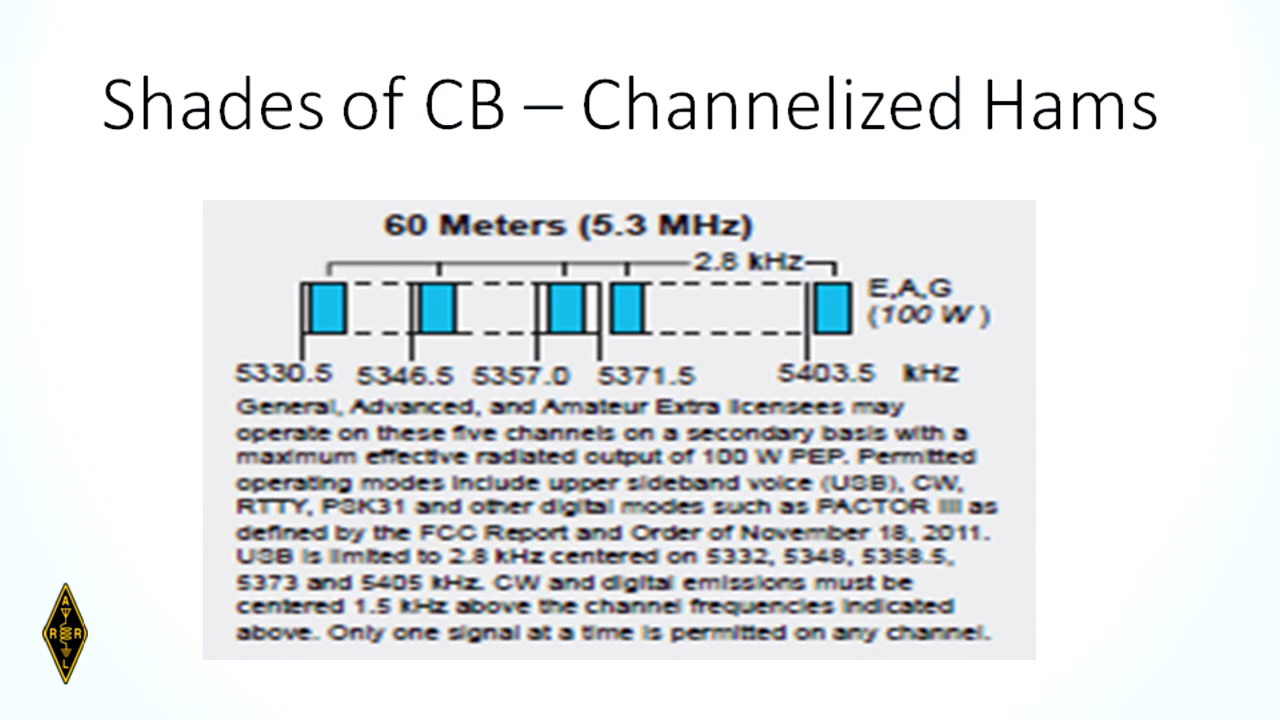 Shades of CB – Channelized Hams
60 Meters (5.3 MHz)
2.8 kHz
E,A,G
(100 W)
5330.5 5346.5 5357.0 5371.5 5403.5 kHz
General, Advanced, and Amateur Extra licensees may
operate on these five channels on a secondary basis with a
maximum effective radiated output of 100 W PEP. Permitted
operating modes include upper sideband voice (USB), CW,
RTTY, PSK31 and other digital modes such as PACTOR III as
defined by the FCC Report and Order of November 18, 2011.
USB is limited to 2.8 kHz centered on 5332, 5348, 5358.5,
5373 and 5405 kHz. CW and digital emissions must be
centered 1.5 kHz above the channel frequencies indicated
above. Only one signal at a time is permitted on any channel.
A
R R
L